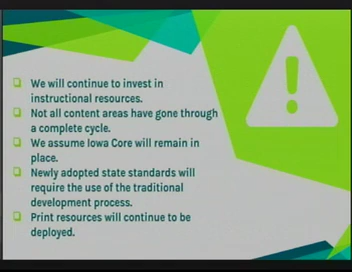 We will continue to invest in
instructional resources.
Not all content areas have gone through
a complete cycle.
We assume Iowa Core will remain in
place.
Newly adopted state standards will
require the use of the traditional
development process.
Print resources will continue to be
deployed.